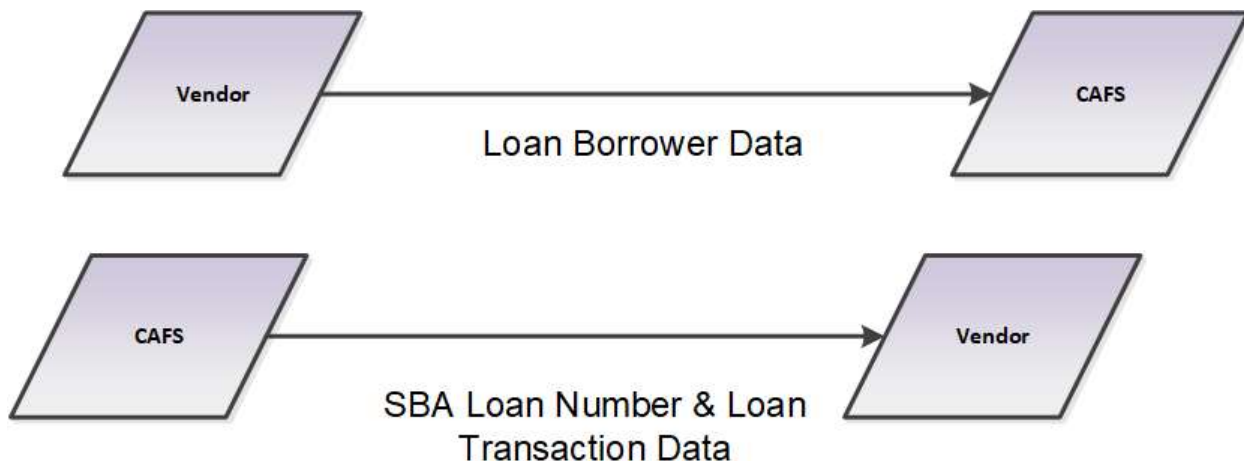 Vendor
CAFS
Loan Borrower Data
CAFS
Vendor
SBA Loan Number & Loan
Transaction Data